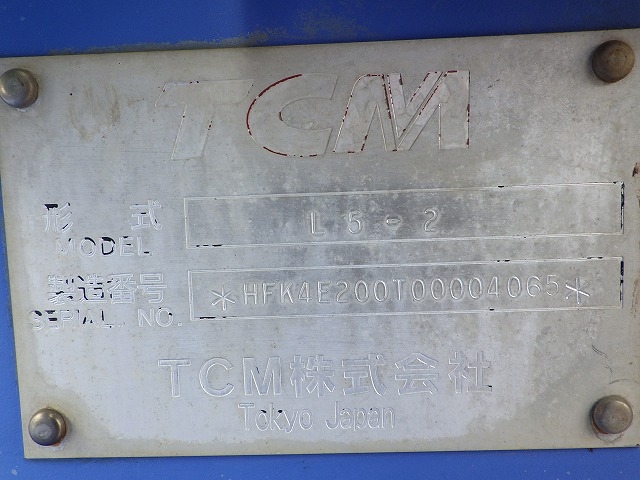 TCM
形式 L5-2
MODEL
製造番号 *HFK4E200T00004065*
SERIAL NO.
TCM株式会社
Tokyo Japan